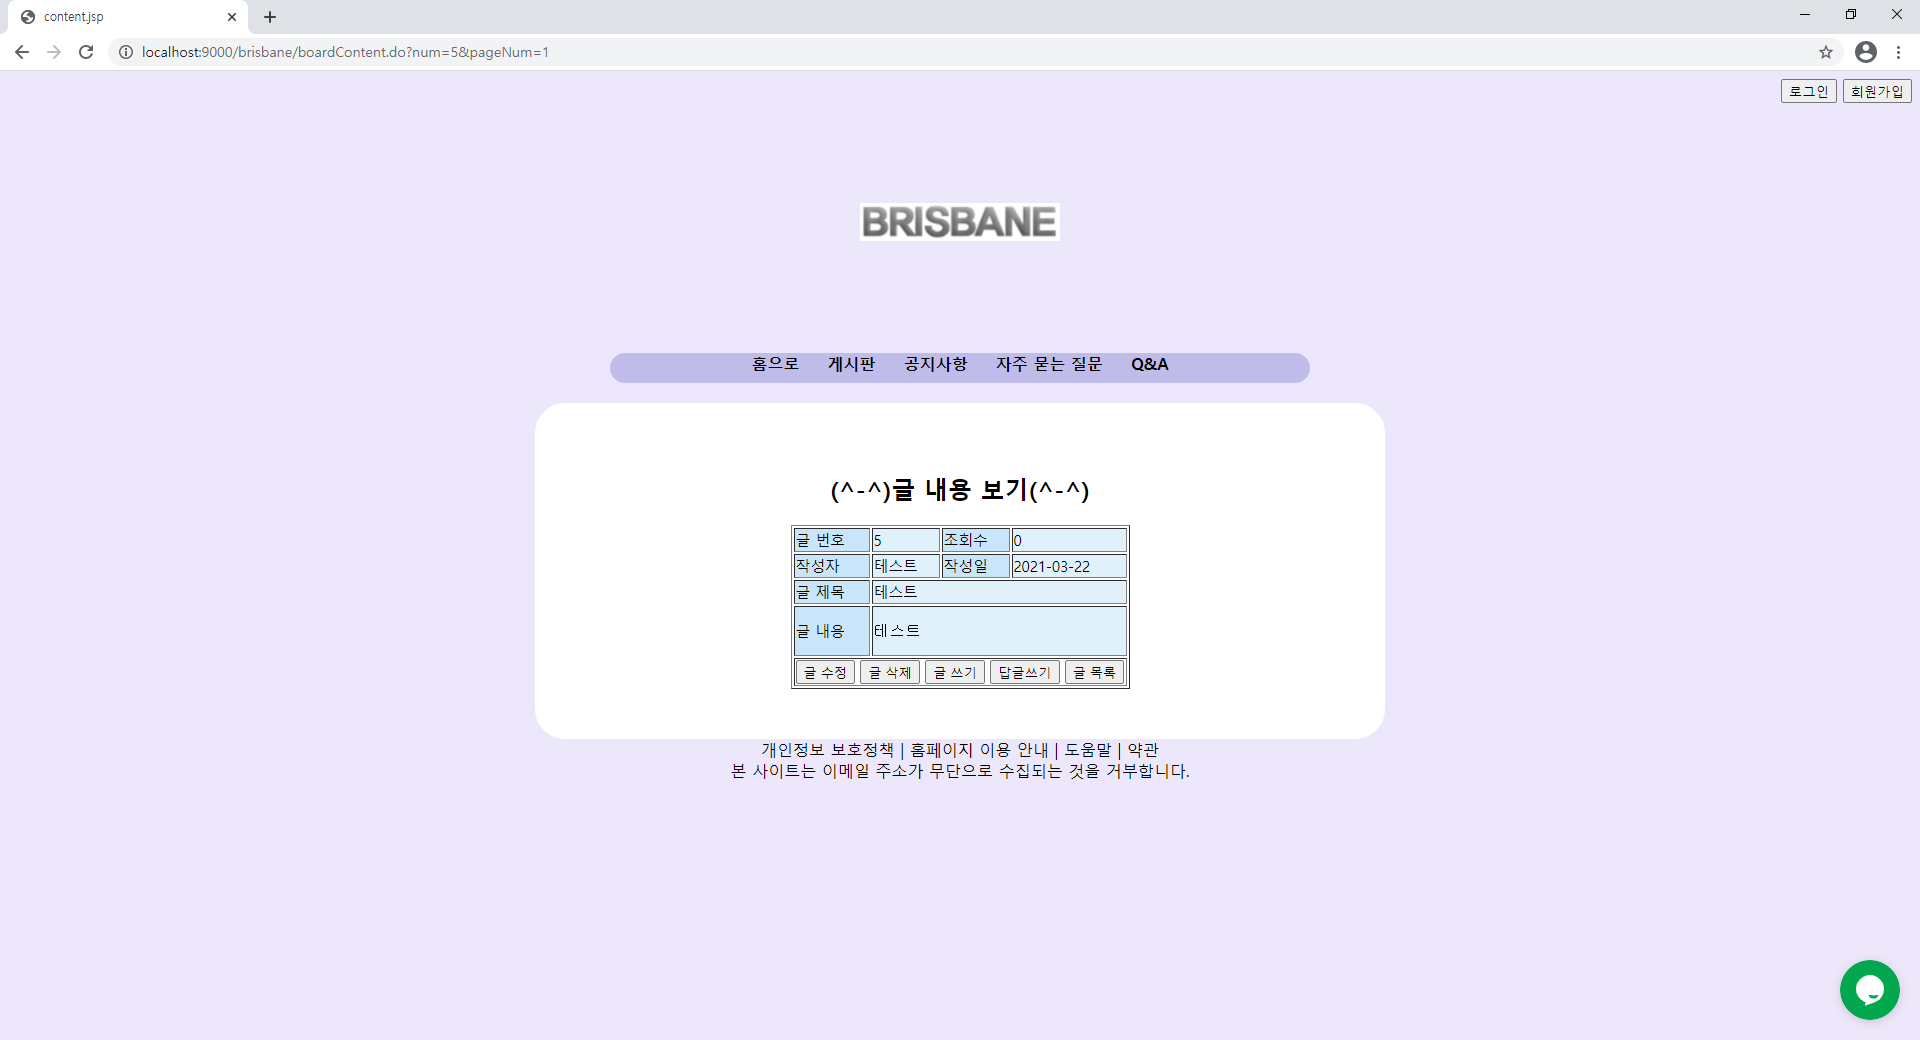 content.jsp
localhost:9000/brisbane/boardContent.do?num=5&pageNum=1
로그인 회원가입
BRISBANE
홈으로 게시판 공지사항 자주 묻는 질문 Q&A
(^-^)글 내용 보기(^-^)
글 번호 5 조회수 0
작성자 테스트 작성일 2021-03-22
글 제목 테스트
글 내용 테스트
글 수정 글 삭제 글 쓰기 답글쓰기 글 목록
개인정보 보호정책 | 홈페이지 이용 안내 | 도움말 | 약관
본 사이트는 이메일 주소가 무단으로 수집되는 것을 거부합니다.